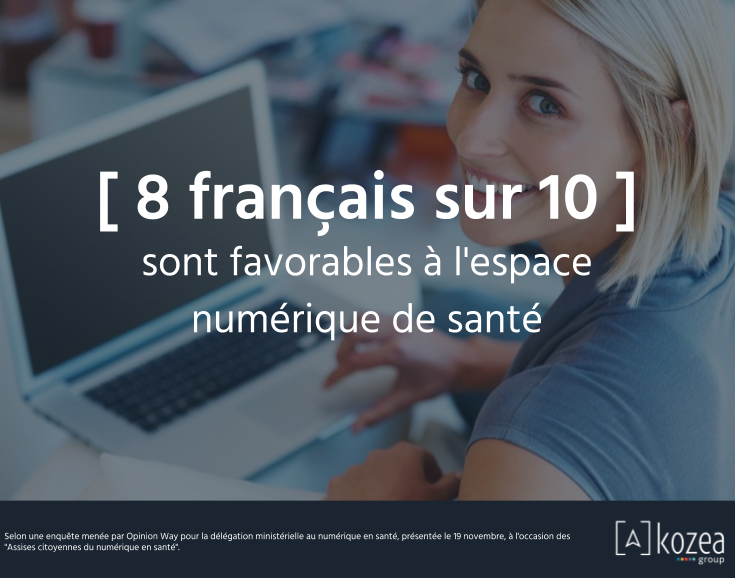 [ 8 français sur 10 ]
sont favorables à l'espace
numérique de santé
Selon une enquête menée par Opinion Way pour la délégation ministérielle au numérique en santé, présentée le 19 novembre, à l'occasion des
"Assises citoyennes du numérique en santé".
[A] kozea
group